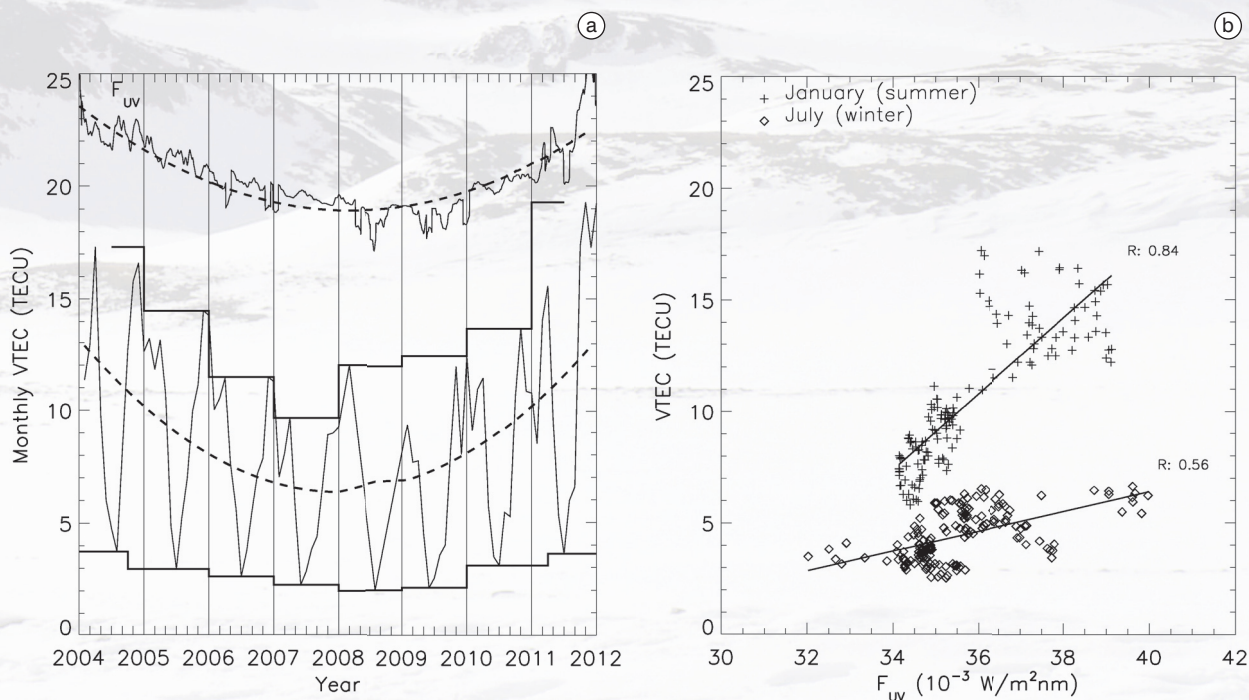 a
25
20
15
10
5
0
Monthly VTEC (TECU)
F_UV
2004 2005 2006 2007 2008 2009 2010 2011 2012
Year
b
25
20
15
10
5
0
VTEC (TECU)
+ January (summer)
◇ July (winter)
R: 0.84
R: 0.56
30 32 34 36 38 40 42
F_UV (10⁻³ W/m²nm)